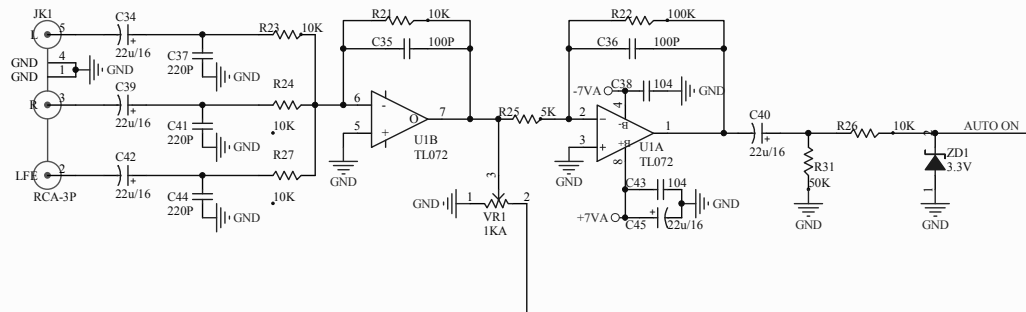 JK1
L
5
C34
22u/16
C37
220P
GND
R23
10K
GND
GND
4
1
GND
R
3
C39
22u/16
C41
220P
GND
R24
10K
LFE
2
RCA-3P
C42
22u/16
C44
220P
GND
R27
10K
R21
10K
C35
100P
6
5
-
+
O
7
U1B
TL072
GND
R25
5K
3
GND
1
2
VR1
1KA
R22
100K
C36
100P
-7VA
C38
104
GND
4
2
3
-
+
B-
B+
1
8
U1A
TL072
GND
C43
104
GND
+7VA
C45
22u/16
C40
22u/16
R31
50K
GND
R26
10K
2
AUTO ON
ZD1
3.3V
1
GND